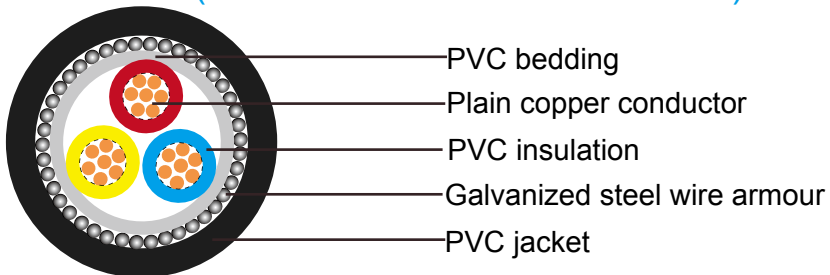 PVC bedding
Plain copper conductor
PVC insulation
Galvanized steel wire armour
PVC jacket